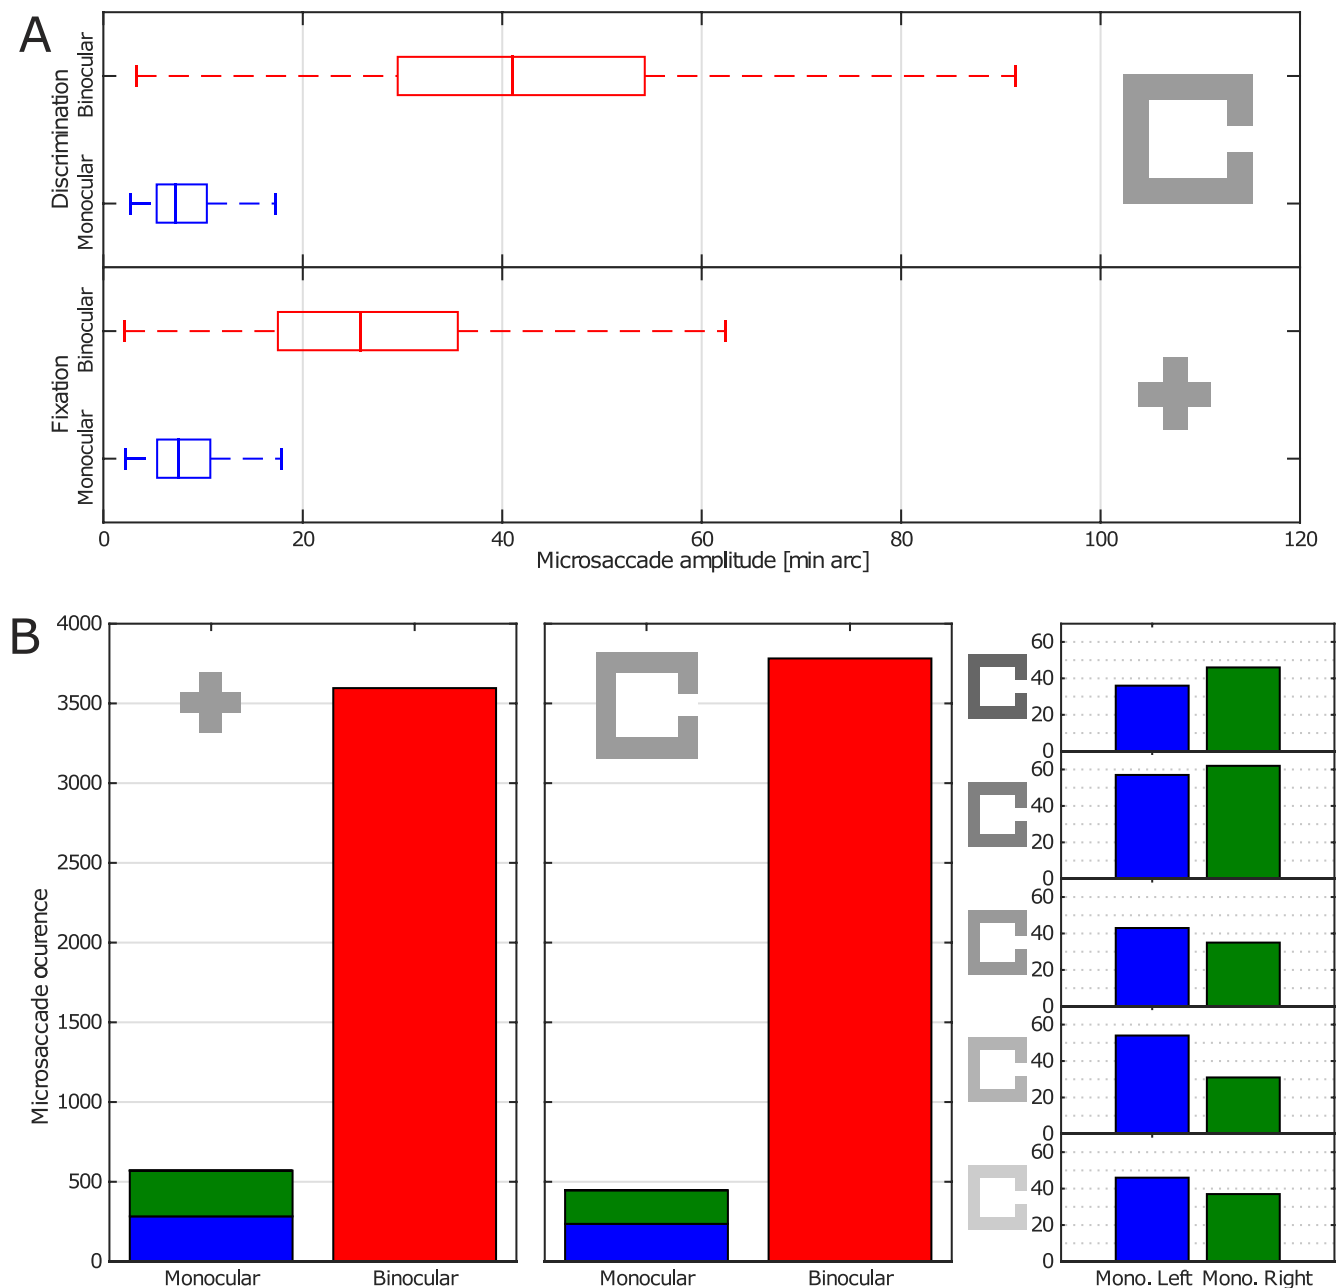 A
Discrimination
Binocular
Monocular
Fixation
Binocular
Monocular
0 20 40 60 80 100 120
Microsaccade amplitude [min arc]
B
Microsaccade ocurence
4000
3500
3000
2500
2000
1500
1000
500
0
Monocular Binocular
Monocular Binocular
60
40
20
0
60
40
20
0
60
40
20
0
60
40
20
0
60
40
20
0
Mono. Left Mono. Right